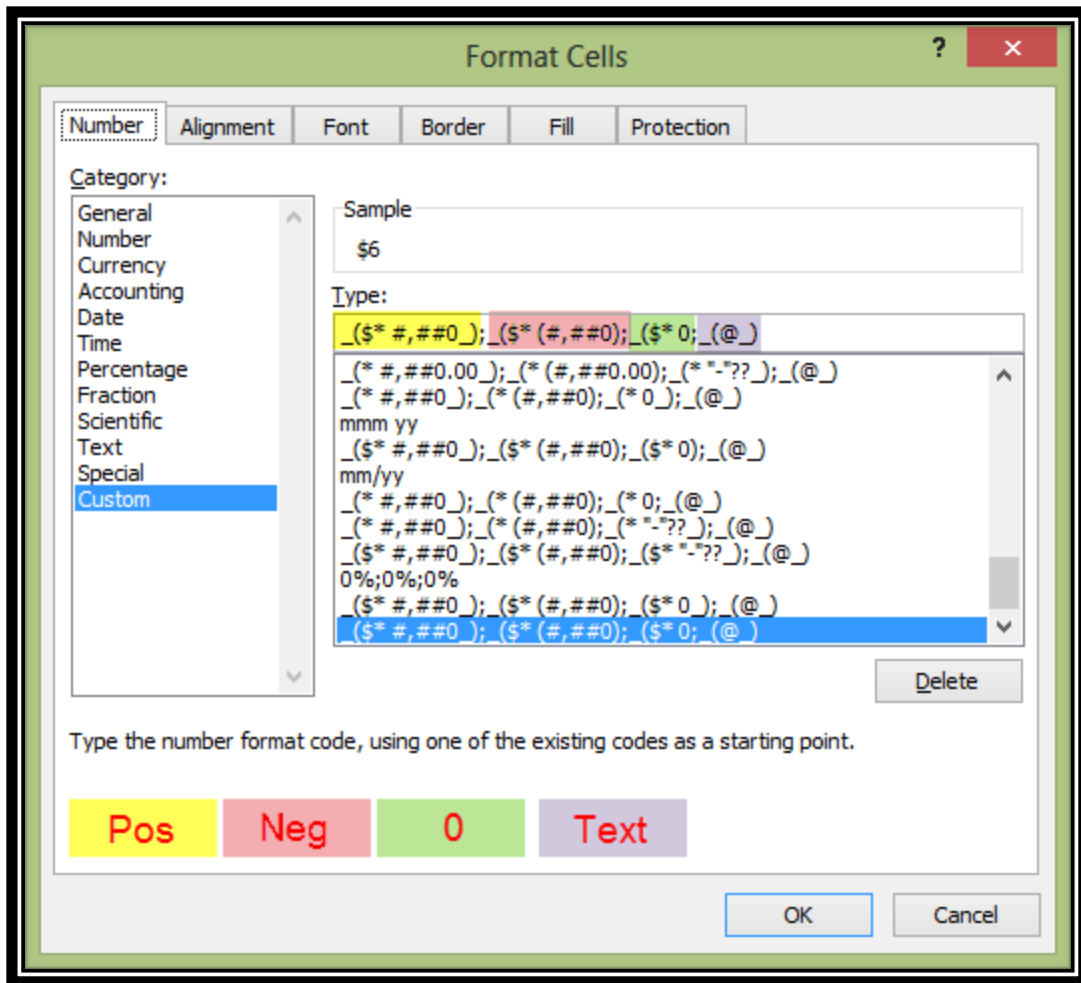 Format Cells
?
×
Number Alignment Font Border Fill Protection
Category:
General
Number
Currency
Accounting
Date
Time
Percentage
Fraction
Scientific
Text
Special
Custom
Sample
$6
Type:
_($* #,##0_);_($* (#,##0);_($* 0;_(@_)
_(* #,##0.00_);_(* (#,##0.00);_(* "-"??_);_(@_)
_(* #,##0_);_(* (#,##0);_(* 0_);_(@_)
mmm yy
_($* #,##0_);_($* (#,##0);_($* 0);_(@_)
mm/yy
_(* #,##0_);_(* (#,##0);_(* 0;_(@_)
_(* #,##0_);_(* (#,##0);_(* "-"??_);_(@_)
_($* #,##0_);_($* (#,##0);_($* "-"??_);_(@_)
0%;0%;0%
_($* #,##0_);_($* (#,##0);_($* 0_);_(@_)
_($* #,##0_);_($* (#,##0);_($* 0;_(@_)
Delete
Type the number format code, using one of the existing codes as a starting point.
Pos Neg 0 Text
OK Cancel